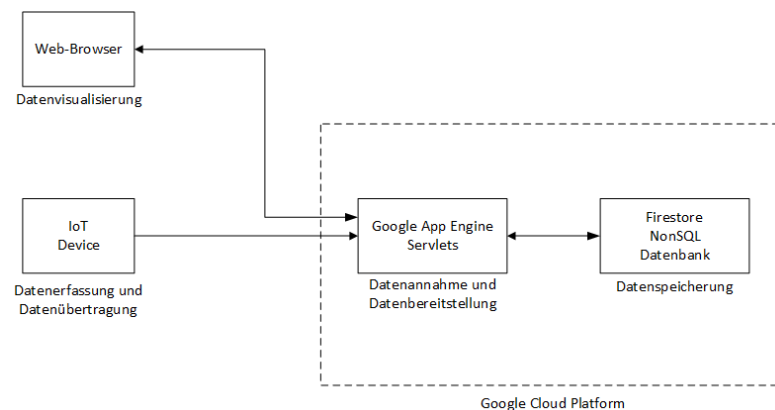 Web-Browser
Datenvisualisierung
IoT
Device
Datenerfassung und
Datenübertragung
Google App Engine
Servlets
Datenannahme und
Datenbereitstellung
Firestore
NonSQL
Datenbank
Datenspeicherung
Google Cloud Platform